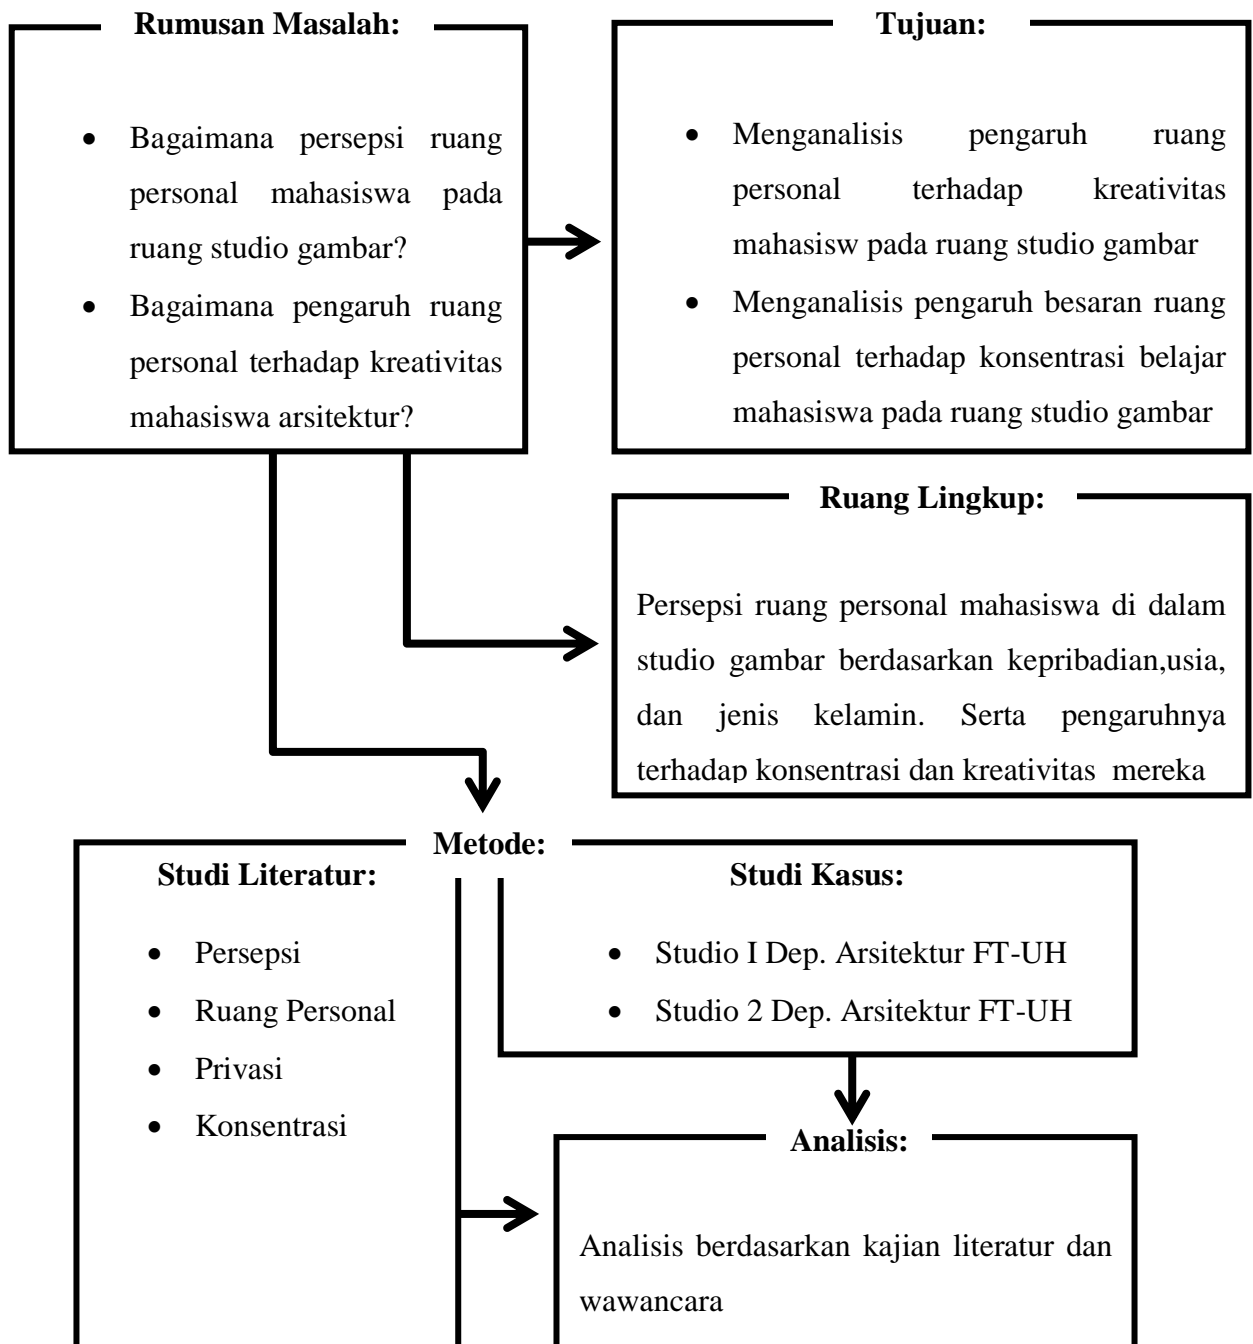 Rumusan Masalah:
• Bagaimana persepsi ruang
personal mahasiswa pada
ruang studio gambar?
• Bagaimana pengaruh ruang
personal terhadap kreativitas
mahasiswa arsitektur?
Tujuan:
• Menganalisis pengaruh ruang
personal terhadap kreativitas
mahasisw pada ruang studio gambar
• Menganalisis pengaruh besaran ruang
personal terhadap konsentrasi belajar
mahasiswa pada ruang studio gambar
Ruang Lingkup:
Persepsi ruang personal mahasiswa di dalam
studio gambar berdasarkan kepribadian,usia,
dan jenis kelamin. Serta pengaruhnya
terhadap konsentrasi dan kreativitas mereka
Metode:
Studi Literatur:
• Persepsi
• Ruang Personal
• Privasi
• Konsentrasi
Studi Kasus:
• Studio I Dep. Arsitektur FT-UH
• Studio 2 Dep. Arsitektur FT-UH
Analisis:
Analisis berdasarkan kajian literatur dan
wawancara